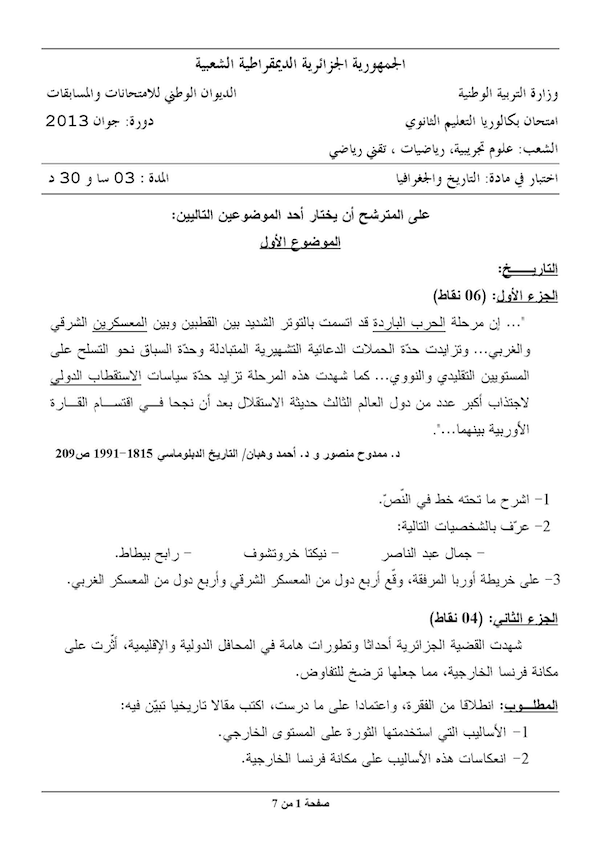 الجمهورية الجزائرية الديمقراطية الشعبية
وزارة التربية الوطنية الديوان الوطني للامتحانات والمسابقات
امتحان بكالوريا التعليم الثانوي دورة: جوان 2013
الشعب: علوم تجريبية، رياضيات ، تقني رياضي
اختبار في مادة: التاريخ والجغرافيا المدة : 03 سا و 30 د
على المترشح أن يختار أحد الموضوعين التاليين:
الموضوع الأول
التاريــــــخ:
الجزء الأول: (06 نقاط)
"... إن مرحلة الحرب الباردة قد اتسمت بالتوتر الشديد بين القطبين وبين المعسكرين الشرقي
والغربي... وتزايدت حدّة الحملات الدعائية التشهيرية المتبادلة وحدّة السباق نحو التسلح على
المستويين التقليدي والنووي... كما شهدت هذه المرحلة تزايد حدّة سياسات الاستقطاب الدولي
لاجتذاب أكبر عدد من دول العالم الثالث حديثة الاستقلال بعد أن نجحا فـــي اقتســـام القـــارة
الأوربية بينهما...".
د. ممدوح منصور و د. أحمد وهبان/ التاريخ الدبلوماسي 1815-1991 ص209
1- اشرح ما تحته خط في النّصّ.
2- عرّف بالشخصيات التالية:
- جمال عبد الناصر - نيكتا خروتشوف - رابح بيطاط.
3- على خريطة أوربا المرفقة، وقّع أربع دول من المعسكر الشرقي وأربع دول من المعسكر الغربي.
الجزء الثاني: (04 نقاط)
شهدت القضية الجزائرية أحداثا وتطورات هامة في المحافل الدولية والإقليمية، أثّرت على
مكانة فرنسا الخارجية، مما جعلها ترضخ للتفاوض.
المطلـــوب: انطلاقا من الفقرة، واعتمادا على ما درست، اكتب مقالا تاريخيا تبيّن فيه:
1- الأساليب التي استخدمتها الثورة على المستوى الخارجي.
2- انعكاسات هذه الأساليب على مكانة فرنسا الخارجية.
صفحة 1 من 7